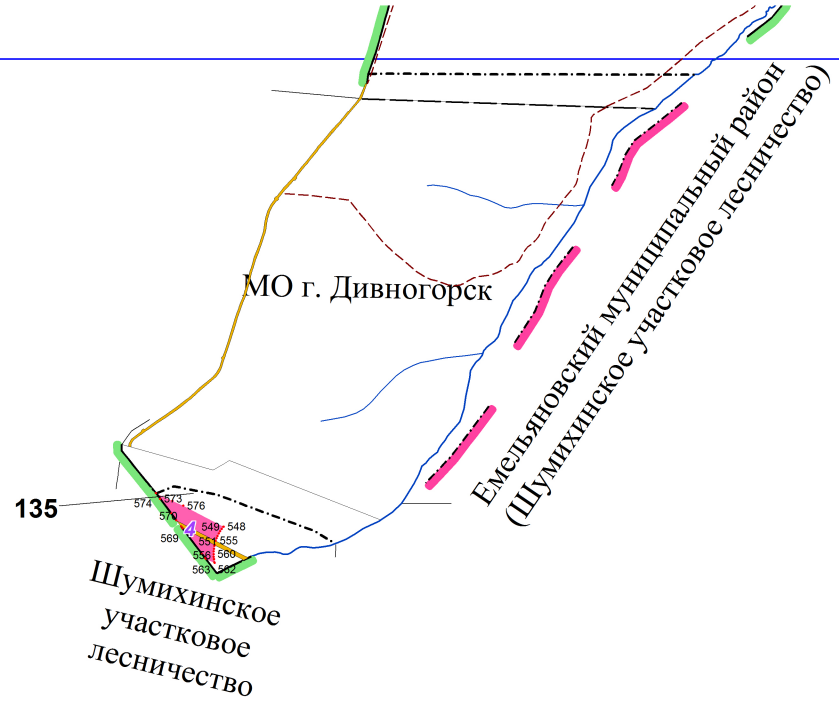 Емельяновский муниципальный район
(Шумихинское участковое лесничество)
МО г. Дивногорск
135
574
573
576
570
4
549
548
569
551
555
556
560
563
562
Шумихинское
участковое
лесничество